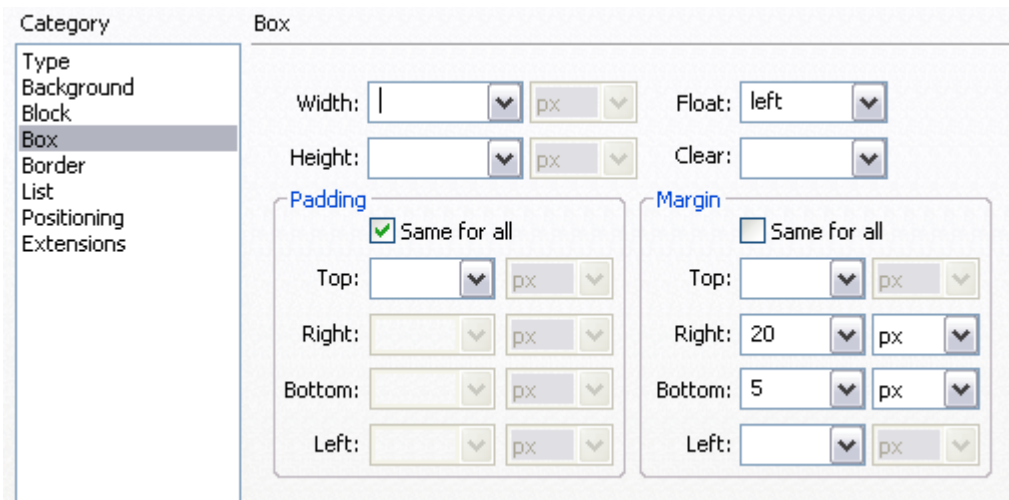 Category
Box
Type
Background
Block
Box
Border
List
Positioning
Extensions
Width: px Float: left
Height: px Clear:
Padding Margin
Same for all Same for all
Top: px Top: px
Right: px Right: 20 px
Bottom: px Bottom: 5 px
Left: px Left: px